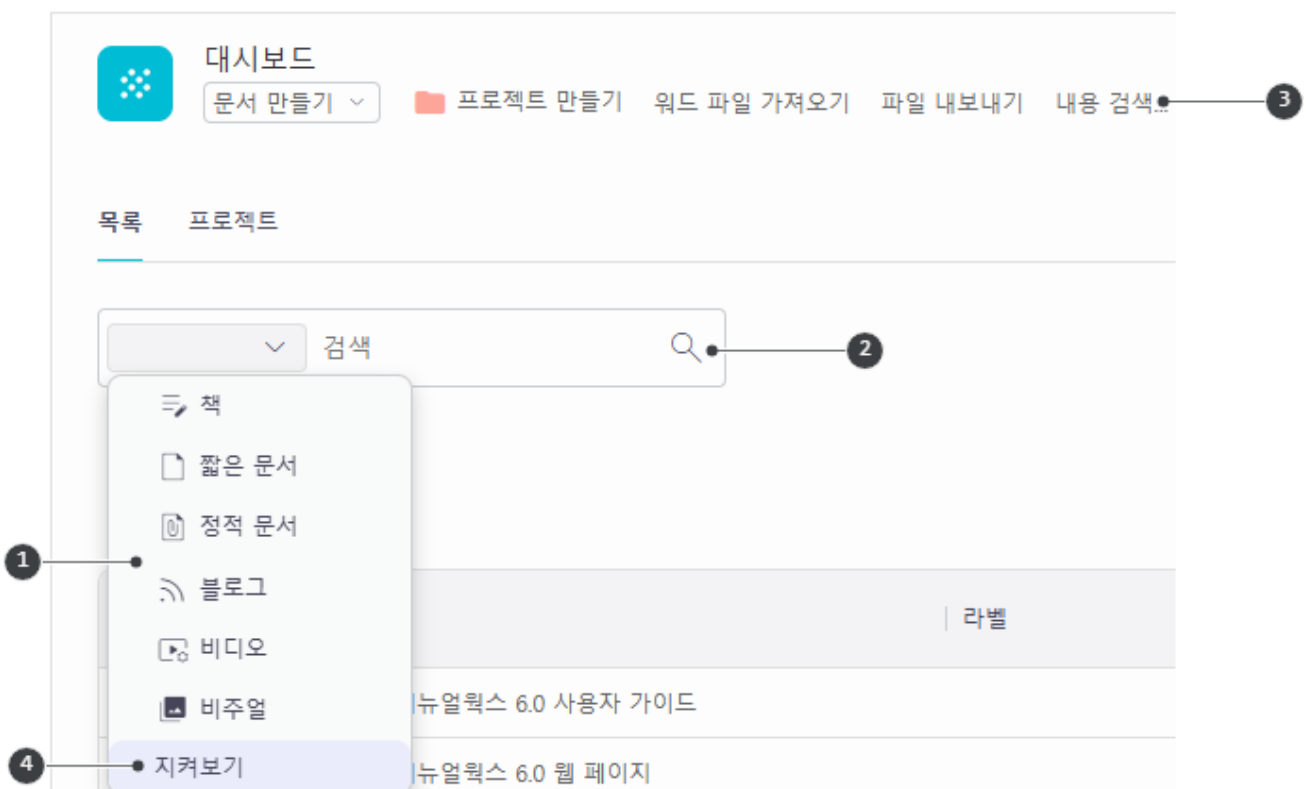 대시보드
문서 만들기 프로젝트 만들기 워드 파일 가져오기 파일 내보내기 내용 검색... 3
목록 프로젝트
검색 2
책
짧은 문서
정적 문서
1
블로그
라벨
비디오
비주얼
뉴얼웍스 6.0 사용자 가이드
4 지켜보기
뉴얼웍스 6.0 웹 페이지